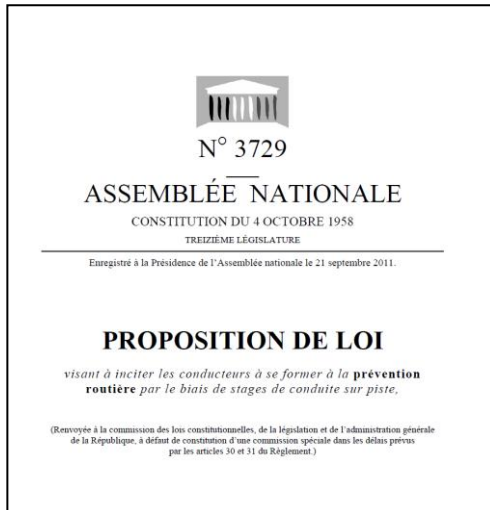 N° 3729
ASSEMBLÉE NATIONALE
CONSTITUTION DU 4 OCTOBRE 1958
TREIZIÈME LÉGISLATURE
Enregistré à la Présidence de l'Assemblée nationale le 21 septembre 2011.
PROPOSITION DE LOI
visant à inciter les conducteurs à se former à la prévention
routière par le biais de stages de conduite sur piste,
(Renvoyée à la commission des lois constitutionnelles, de la législation et de l'administration générale
de la République, à défaut de constitution d'une commission spéciale dans les délais prévus
par les articles 30 et 31 du Règlement.)